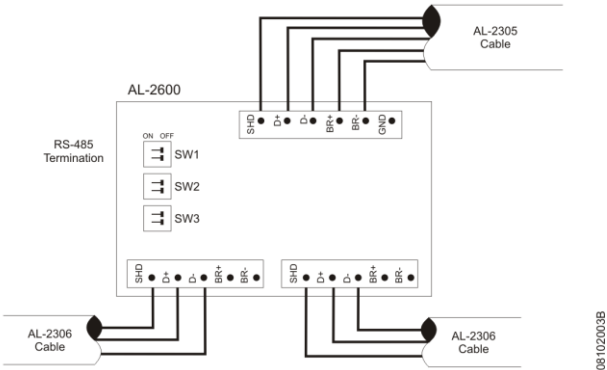 AL-2305
Cable
AL-2600
SHD D+ D- BR+ BR- GND
ON OFF
RS-485
Termination
SW1
SW2
SW3
SHD D+ D- BR+ BR-
SHD D+ D- BR+ BR-
AL-2306
Cable
AL-2306
Cable
08102003B